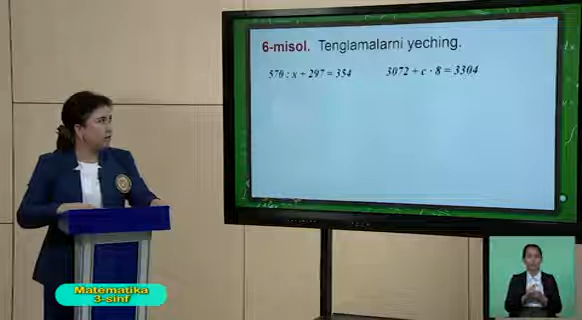 6-misol. Tenglamalarni yeching.
570 : x + 297 = 354 3072 + c · 8 = 3304
Matematika
3-sinf